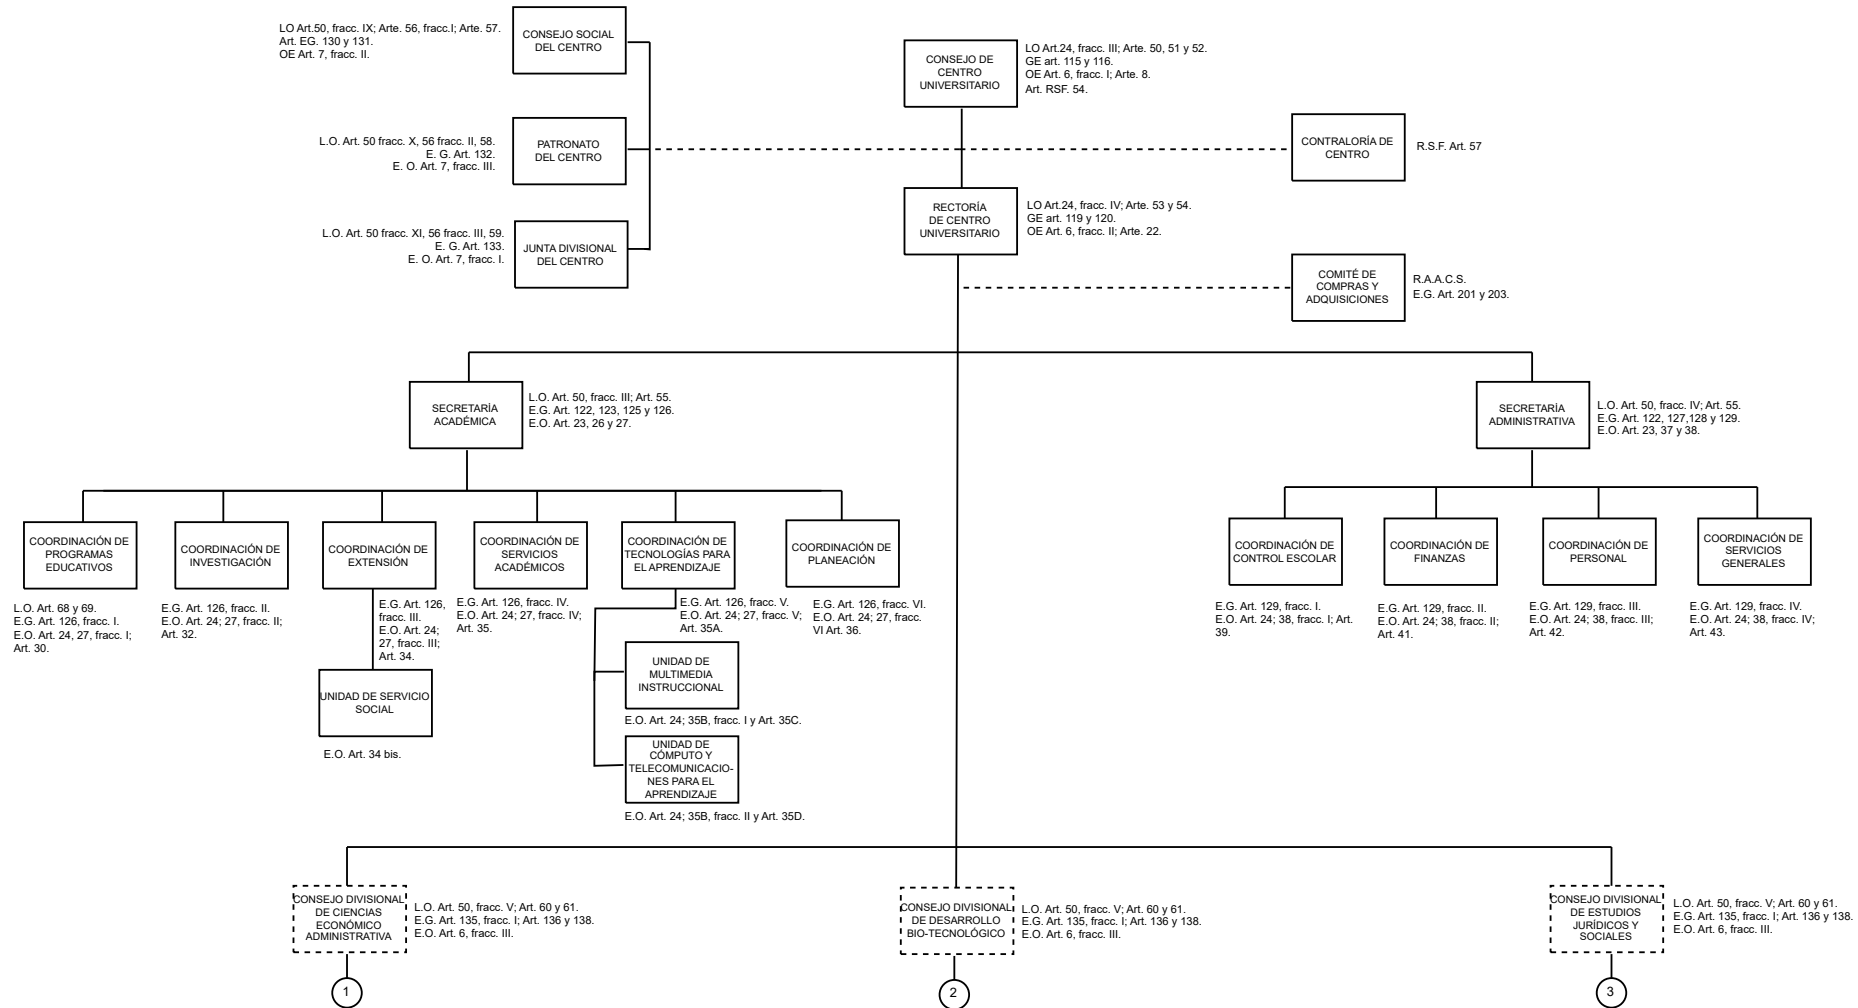 LO Art.50, fracc. IX; Arte. 56, fracc.I; Arte. 57.
Art. EG. 130 y 131.
OE Art. 7, fracc. II.
CONSEJO SOCIAL
DEL CENTRO
CONSEJO DE
CENTRO
UNIVERSITARIO
LO Art.24, fracc. III; Arte. 50, 51 y 52.
GE art. 115 y 116.
OE Art. 6, fracc. I; Arte. 8.
Art. RSF. 54.
L.O. Art. 50 fracc. X, 56 fracc. II, 58.
E. G. Art. 132.
E. O. Art. 7, fracc. III.
PATRONATO
DEL CENTRO
CONTRALORÍA DE
CENTRO
R.S.F. Art. 57
L.O. Art. 50 fracc. XI, 56 fracc. III, 59.
E. G. Art. 133.
E. O. Art. 7, fracc. I.
JUNTA DIVISIONAL
DEL CENTRO
RECTORÍA
DE CENTRO
UNIVERSITARIO
LO Art.24, fracc. IV; Arte. 53 y 54.
GE art. 119 y 120.
OE Art. 6, fracc. II; Arte. 22.
COMITÉ DE
COMPRAS Y
ADQUISICIONES
R.A.A.C.S.
E.G. Art. 201 y 203.
SECRETARÍA
ACADÉMICA
L.O. Art. 50, fracc. III; Art. 55.
E.G. Art. 122, 123, 125 y 126.
E.O. Art. 23, 26 y 27.
SECRETARÍA
ADMINISTRATIVA
L.O. Art. 50, fracc. IV; Art. 55.
E.G. Art. 122, 127,128 y 129.
E.O. Art. 23, 37 y 38.
COORDINACIÓN DE
PROGRAMAS
EDUCATIVOS
L.O. Art. 68 y 69.
E.G. Art. 126, fracc. I.
E.O. Art. 24, 27, fracc. I;
Art. 30.
COORDINACIÓN DE
INVESTIGACIÓN
E.G. Art. 126, fracc. II.
E.O. Art. 24; 27, fracc. II;
Art. 32.
COORDINACIÓN DE
EXTENSIÓN
E.G. Art. 126,
fracc. III.
E.O. Art. 24;
27, fracc. III;
Art. 34.
UNIDAD DE SERVICIO
SOCIAL
E.O. Art. 34 bis.
COORDINACIÓN DE
SERVICIOS
ACADÉMICOS
E.G. Art. 126, fracc. IV.
E.O. Art. 24; 27, fracc. IV;
Art. 35.
COORDINACIÓN DE
TECNOLOGÍAS PARA
EL APRENDIZAJE
E.G. Art. 126, fracc. V.
E.O. Art. 24; 27, fracc. V;
Art. 35A.
UNIDAD DE
MULTIMEDIA
INSTRUCCIONAL
E.O. Art. 24; 35B, fracc. I y Art. 35C.
UNIDAD DE
CÓMPUTO Y
TELECOMUNICACIO-
NES PARA EL
APRENDIZAJE
E.O. Art. 24; 35B, fracc. II y Art. 35D.
COORDINACIÓN DE
PLANEACIÓN
E.G. Art. 126, fracc. VI.
E.O. Art. 24; 27, fracc.
VI Art. 36.
COORDINACIÓN DE
CONTROL ESCOLAR
E.G. Art. 129, fracc. I.
E.O. Art. 24; 38, fracc. I; Art.
39.
COORDINACIÓN DE
FINANZAS
E.G. Art. 129, fracc. II.
E.O. Art. 24; 38, fracc. II;
Art. 41.
COORDINACIÓN DE
PERSONAL
E.G. Art. 129, fracc. III.
E.O. Art. 24; 38, fracc. III;
Art. 42.
COORDINACIÓN DE
SERVICIOS
GENERALES
E.G. Art. 129, fracc. IV.
E.O. Art. 24; 38, fracc. IV;
Art. 43.
CONSEJO DIVISIONAL
DE CIENCIAS
ECONÓMICO
ADMINISTRATIVA
L.O. Art. 50, fracc. V; Art. 60 y 61.
E.G. Art. 135, fracc. I; Art. 136 y 138.
E.O. Art. 6, fracc. III.
1
CONSEJO DIVISIONAL
DE DESARROLLO
BIO-TECNOLÓGICO
L.O. Art. 50, fracc. V; Art. 60 y 61.
E.G. Art. 135, fracc. I; Art. 136 y 138.
E.O. Art. 6, fracc. III.
2
CONSEJO DIVISIONAL
DE ESTUDIOS
JURÍDICOS Y
SOCIALES
L.O. Art. 50, fracc. V; Art. 60 y 61.
E.G. Art. 135, fracc. I; Art. 136 y 138.
E.O. Art. 6, fracc. III.
3